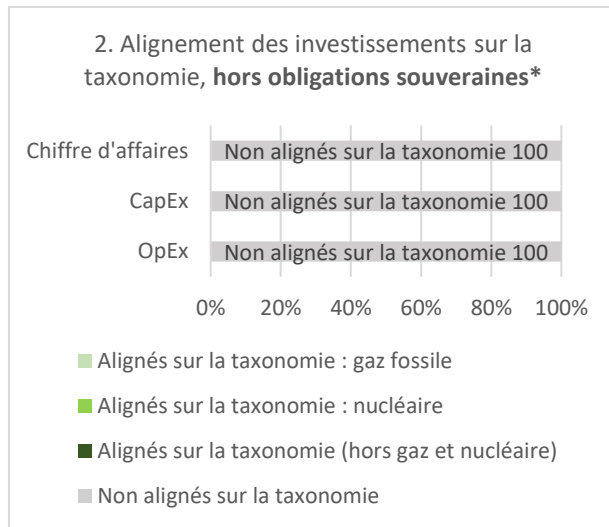 2. Alignement des investissements sur la
taxonomie, hors obligations souveraines*
Chiffre d'affaires
Non alignés sur la taxonomie 100
CapEx
Non alignés sur la taxonomie 100
OpEx
Non alignés sur la taxonomie 100
0% 20% 40% 60% 80% 100%
Alignés sur la taxonomie : gaz fossile
Alignés sur la taxonomie : nucléaire
Alignés sur la taxonomie (hors gaz et nucléaire)
Non alignés sur la taxonomie